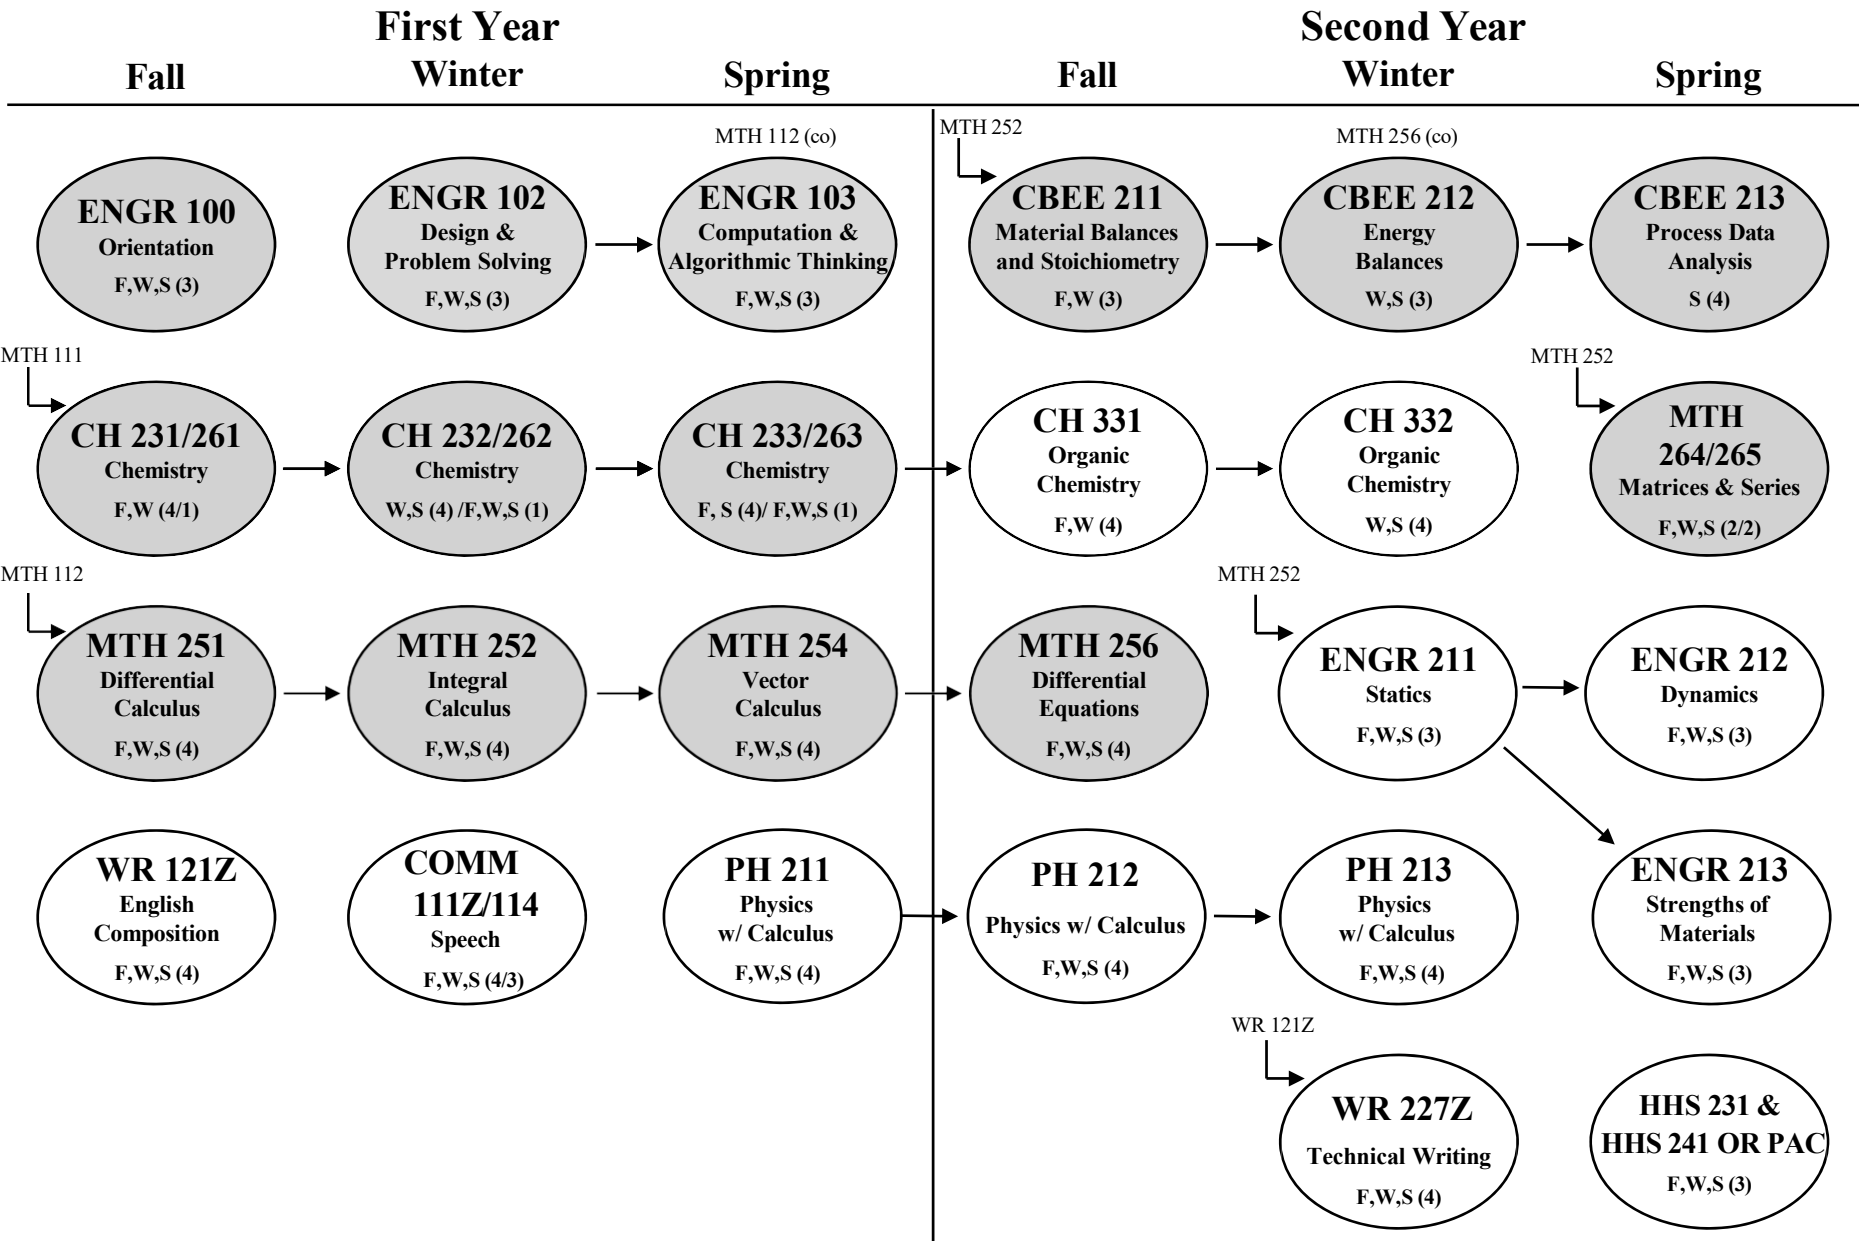 First Year
Second Year
Fall
Winter
Spring
Fall
Winter
Spring
MTH 112 (co)
MTH 252
MTH 256 (co)
ENGR 100
Orientation
F,W,S (3)
ENGR 102
Design &
Problem Solving
F,W,S (3)
ENGR 103
Computation &
Algorithmic Thinking
F,W,S (3)
CBEE 211
Material Balances
and Stoichiometry
F,W (3)
CBEE 212
Energy
Balances
W,S (3)
CBEE 213
Process Data
Analysis
S (4)
MTH 111
MTH 252
CH 231/261
Chemistry
F,W (4/1)
CH 232/262
Chemistry
W,S (4) /F,W,S (1)
CH 233/263
Chemistry
F, S (4)/ F,W,S (1)
CH 331
Organic
Chemistry
F,W (4)
CH 332
Organic
Chemistry
W,S (4)
MTH
264/265
Matrices & Series
F,W,S (2/2)
MTH 112
MTH 252
MTH 251
Differential
Calculus
F,W,S (4)
MTH 252
Integral
Calculus
F,W,S (4)
MTH 254
Vector
Calculus
F,W,S (4)
MTH 256
Differential
Equations
F,W,S (4)
ENGR 211
Statics
F,W,S (3)
ENGR 212
Dynamics
F,W,S (3)
WR 121Z
English
Composition
F,W,S (4)
COMM
111Z/114
Speech
F,W,S (4/3)
PH 211
Physics
w/ Calculus
F,W,S (4)
PH 212
Physics w/ Calculus
F,W,S (4)
PH 213
Physics
w/ Calculus
F,W,S (4)
ENGR 213
Strengths of
Materials
F,W,S (3)
WR 121Z
WR 227Z
Technical Writing
F,W,S (4)
HHS 231 &
HHS 241 OR PAC
F,W,S (3)